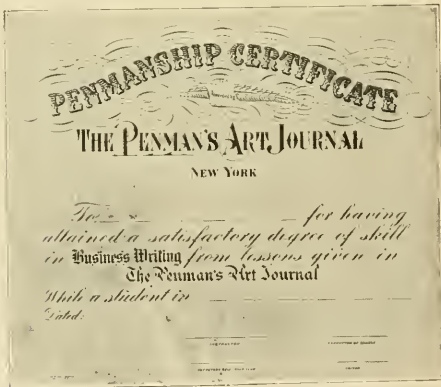 PENMANSHIP CERTIFICATE
THE PENMAN'S ART JOURNAL
NEW YORK
To for having
attained a satisfactory degree of skill
in Business Writing from lessons given in
The Penman's Art Journal
While a student in
Dated: